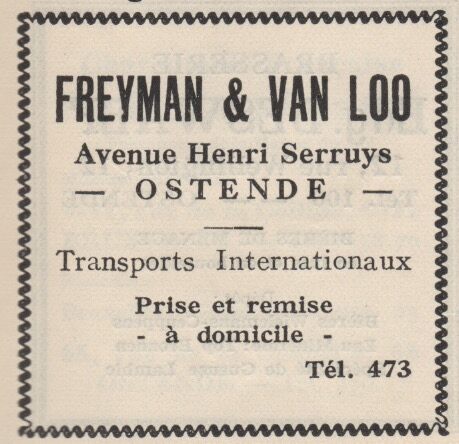 FREYMAN & VAN LOO
Avenue Henri Serruys
— OSTENDE —
Transports Internationaux
Prise et remise
- à domicile -
Tél. 473